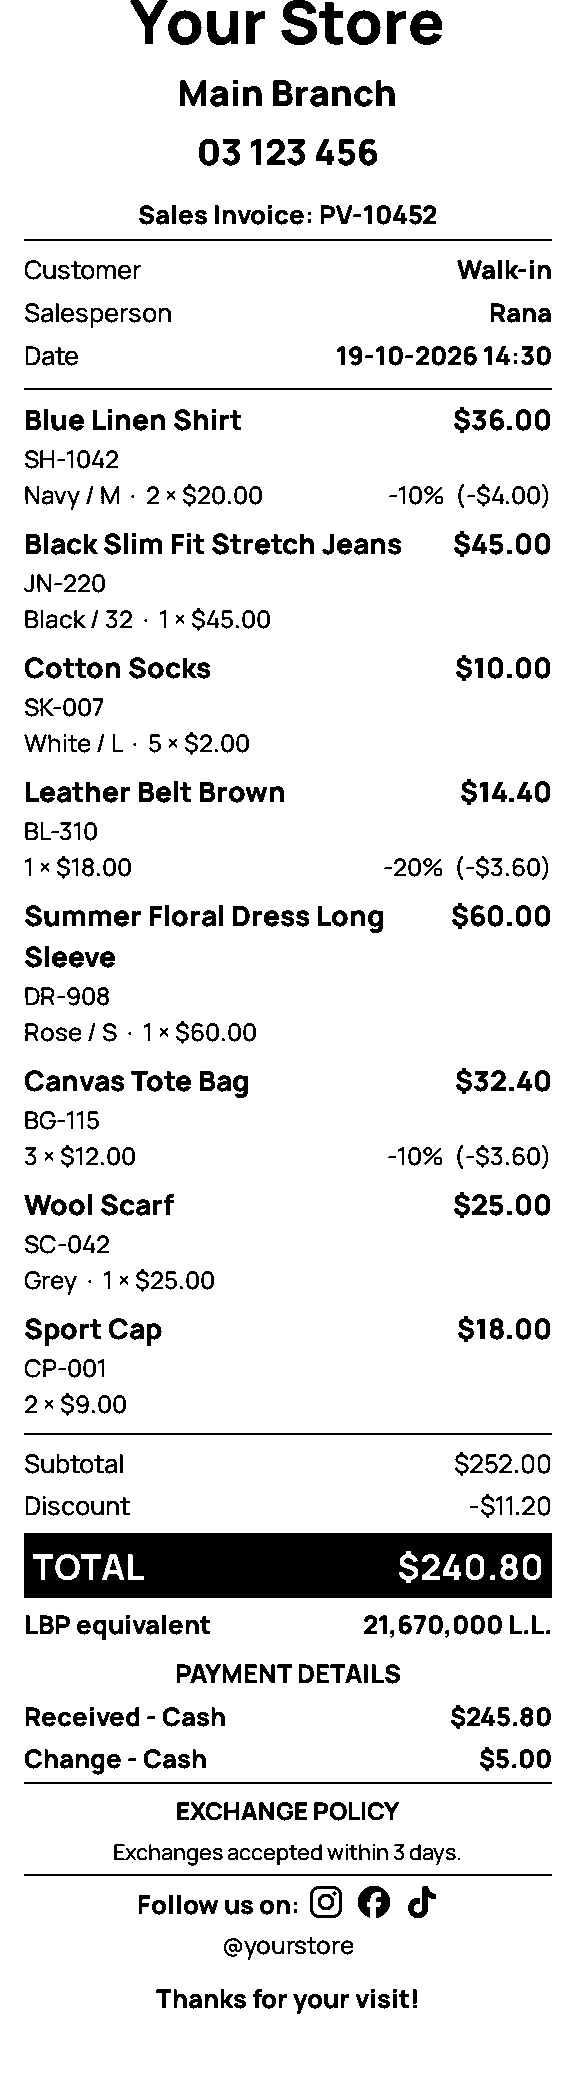 Your Store
Main Branch
03 123 456
Sales Invoice: PV-10452
Customer Walk-in
Salesperson Rana
Date 19-10-2026 14:30
Blue Linen Shirt $36.00
SH-1042
Navy / M · 2 × $20.00 -10% (-$4.00)
Black Slim Fit Stretch Jeans $45.00
JN-220
Black / 32 · 1 × $45.00
Cotton Socks $10.00
SK-007
White / L · 5 × $2.00
Leather Belt Brown $14.40
BL-310
1 × $18.00 -20% (-$3.60)
Summer Floral Dress Long $60.00
Sleeve
DR-908
Rose / S · 1 × $60.00
Canvas Tote Bag $32.40
BG-115
3 × $12.00 -10% (-$3.60)
Wool Scarf $25.00
SC-042
Grey · 1 × $25.00
Sport Cap $18.00
CP-001
2 × $9.00
Subtotal $252.00
Discount -$11.20
TOTAL $240.80
LBP equivalent 21,670,000 L.L.
PAYMENT DETAILS
Received - Cash $245.80
Change - Cash $5.00
EXCHANGE POLICY
Exchanges accepted within 3 days.
Follow us on:
@yourstore
Thanks for your visit!